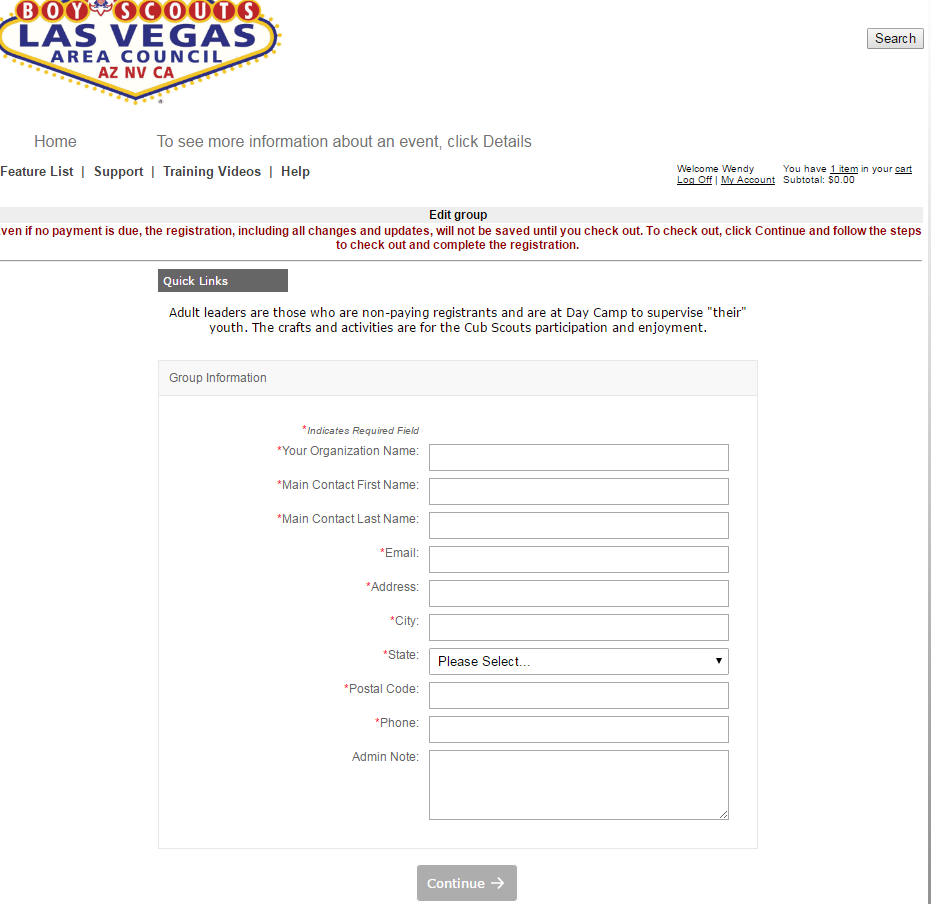 BOY SCOUTS
LAS VEGAS
AREA COUNCIL
AZ NV CA
Search
Home To see more information about an event, click Details
Feature List | Support | Training Videos | Help
Welcome Wendy You have 1 item in your cart
Log Off | My Account Subtotal: $0.00
Edit group
ven if no payment is due, the registration, including all changes and updates, will not be saved until you check out. To check out, click Continue and follow the steps
to check out and complete the registration.
Quick Links
Adult leaders are those who are non-paying registrants and are at Day Camp to supervise "their"
youth. The crafts and activities are for the Cub Scouts participation and enjoyment.
Group Information
*Indicates Required Field
*Your Organization Name:
*Main Contact First Name:
*Main Contact Last Name:
*Email:
*Address:
*City:
*State: Please Select...
*Postal Code:
*Phone:
Admin Note:
Continue →